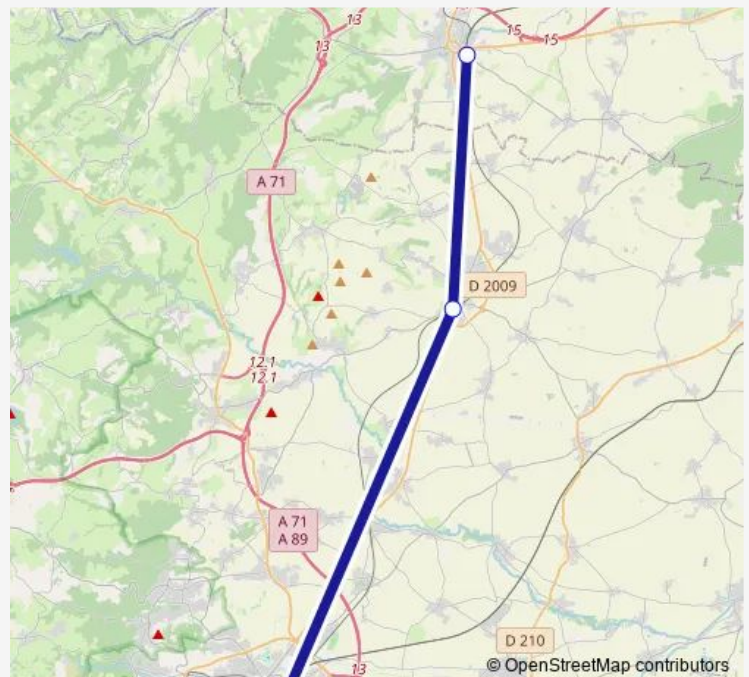 13
13
15
15
A 71
D 2009
12.1
12.1
A 71
A 89
D 210
13
© OpenStreetMap contributors